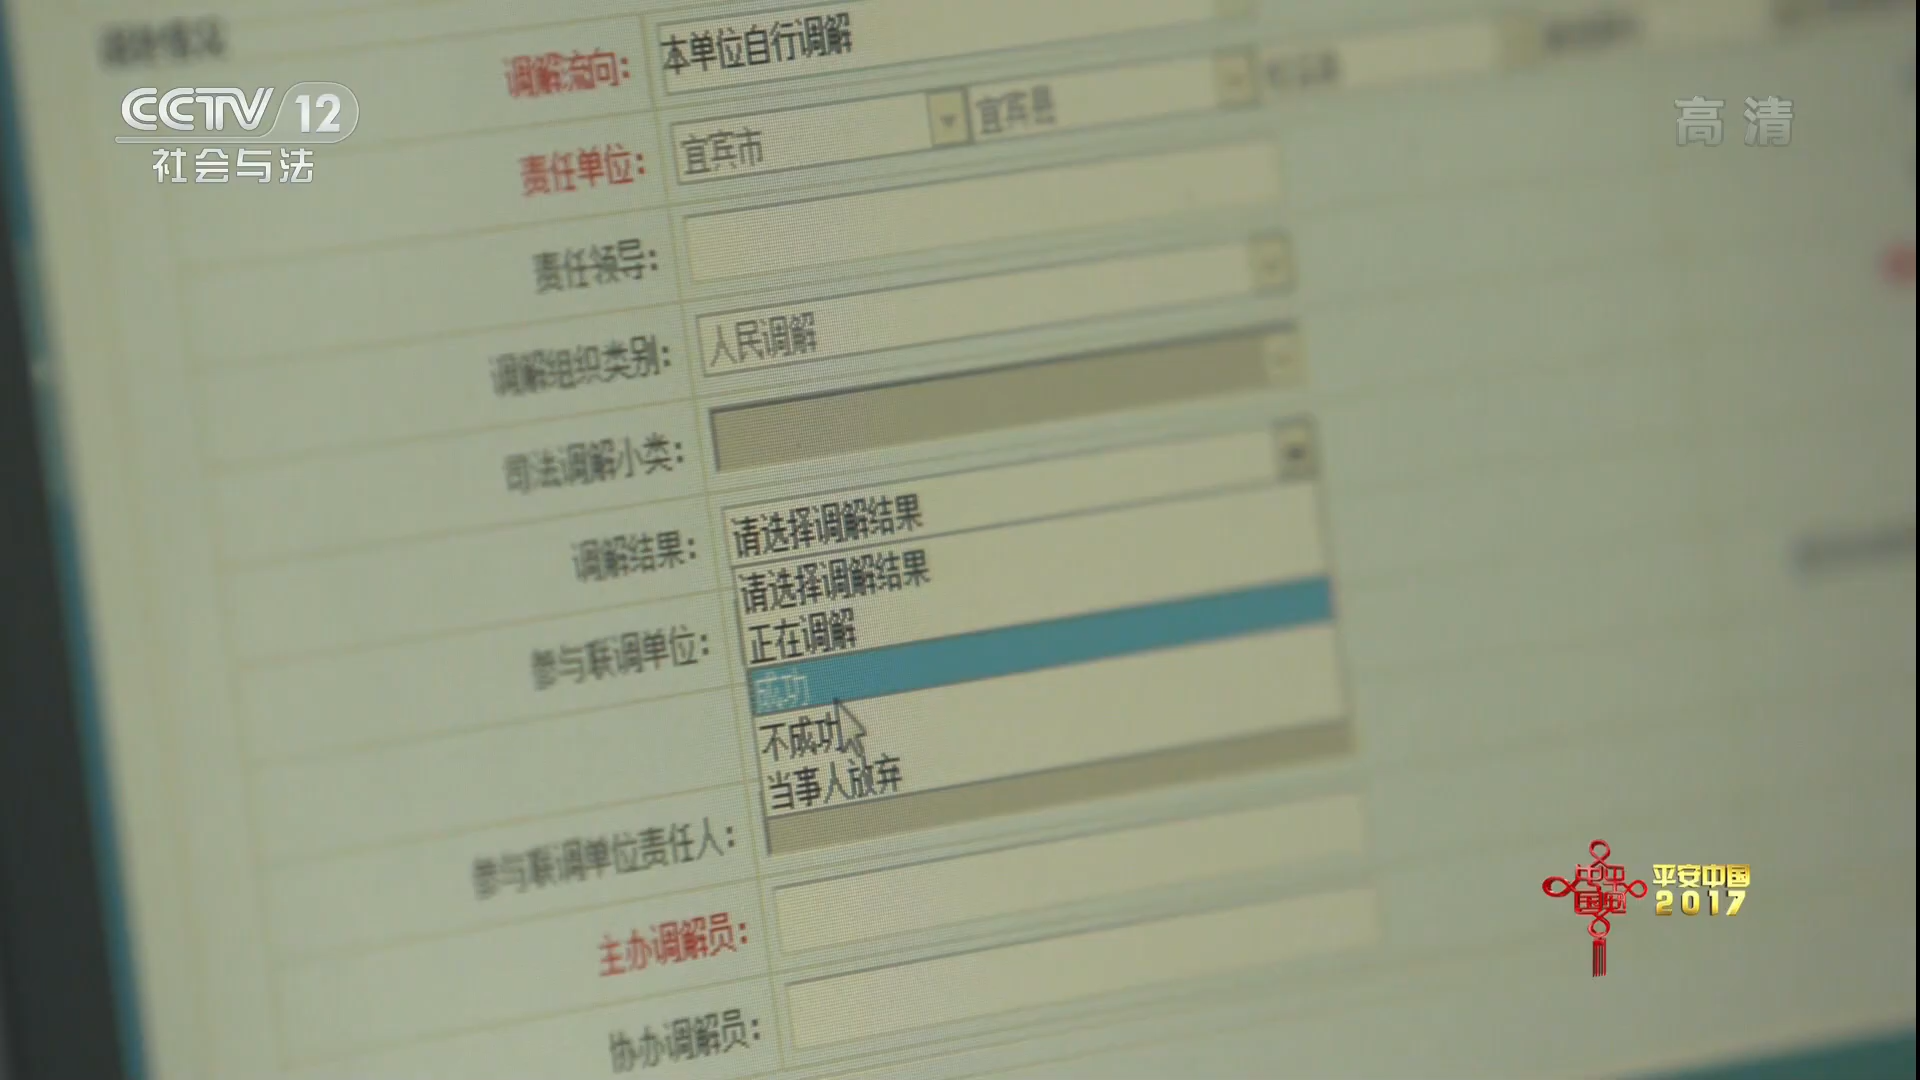 调解流向: 本单位自行调解
CCTV 12
社会与法
高清
责任单位: 宜宾市 宜宾县
责任领导:
调解组织类别: 人民调解
司法调解小类:
调解结果: 请选择调解结果
请选择调解结果
正在调解
参与联调单位:
成功
不成功
当事人放弃
参与联调单位责任人:
平安中国
2017
主办调解员:
协办调解员: